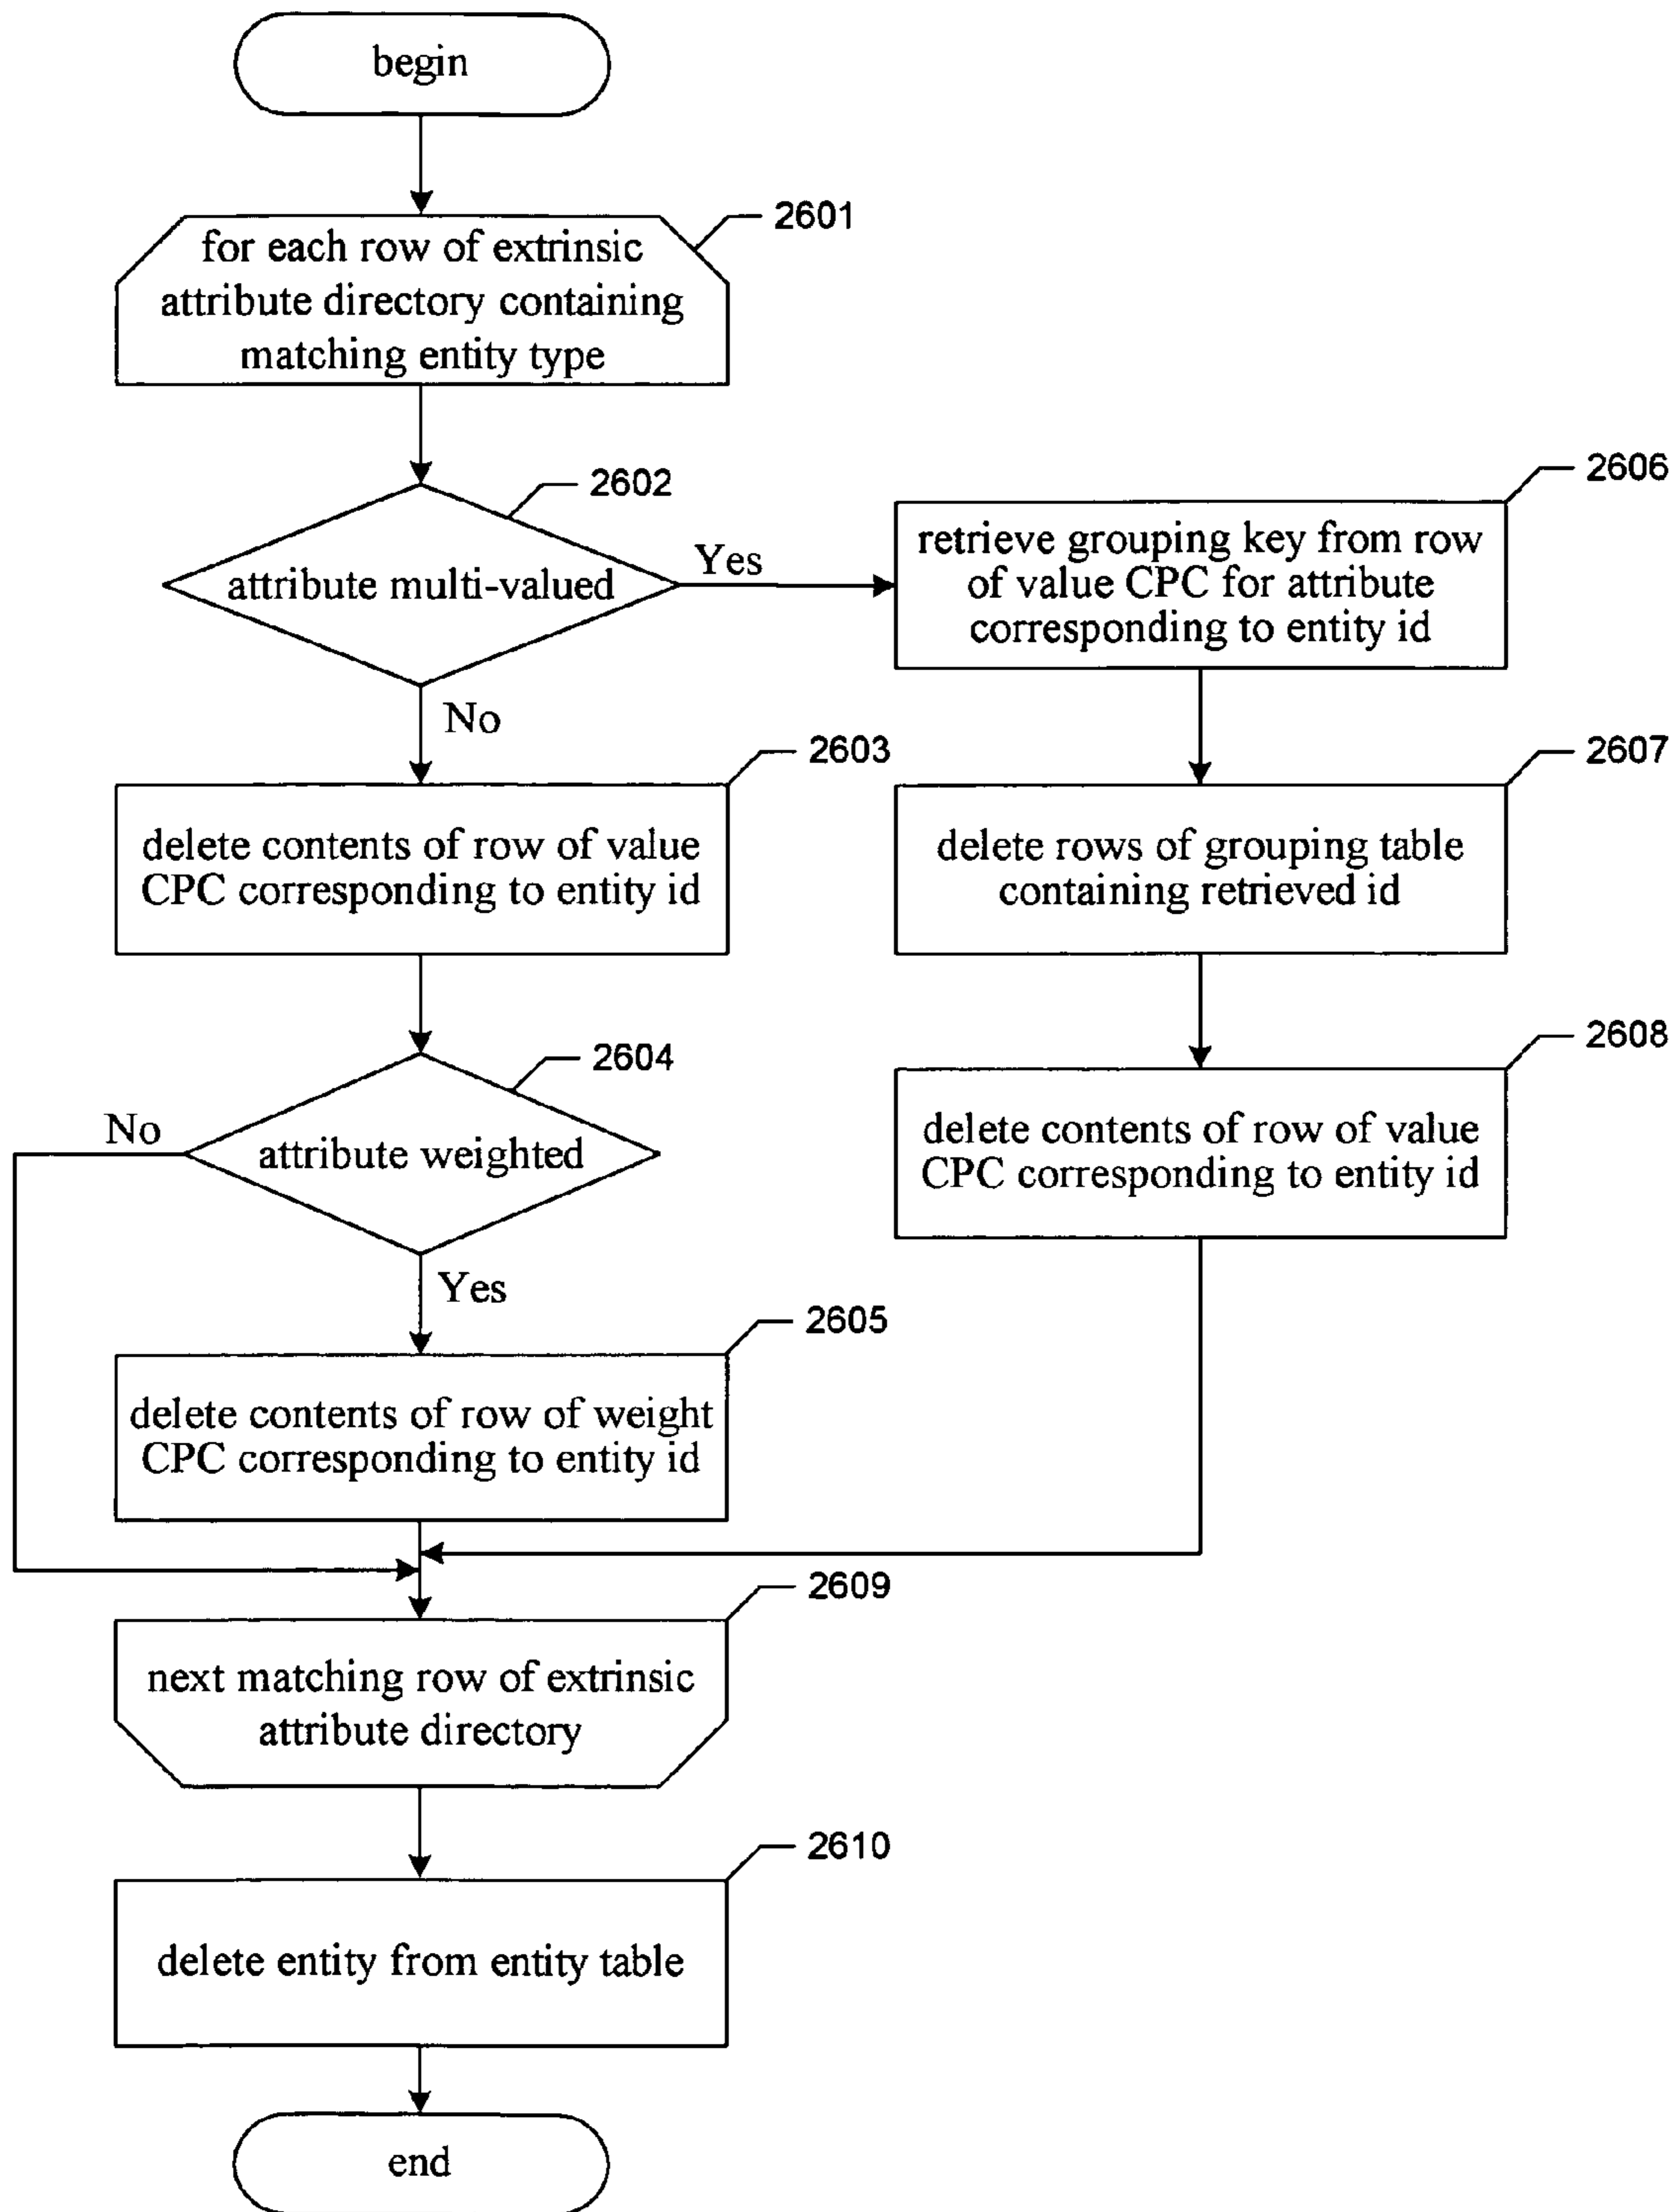 begin
2601
for each row of extrinsic
attribute directory containing
matching entity type
2602
attribute multi-valued
Yes
No
2606
retrieve grouping key from row
of value CPC for attribute
corresponding to entity id
2603
delete contents of row of value
CPC corresponding to entity id
2607
delete rows of grouping table
containing retrieved id
2604
attribute weighted
No
Yes
2608
delete contents of row of value
CPC corresponding to entity id
2605
delete contents of row of weight
CPC corresponding to entity id
2609
next matching row of extrinsic
attribute directory
2610
delete entity from entity table
end